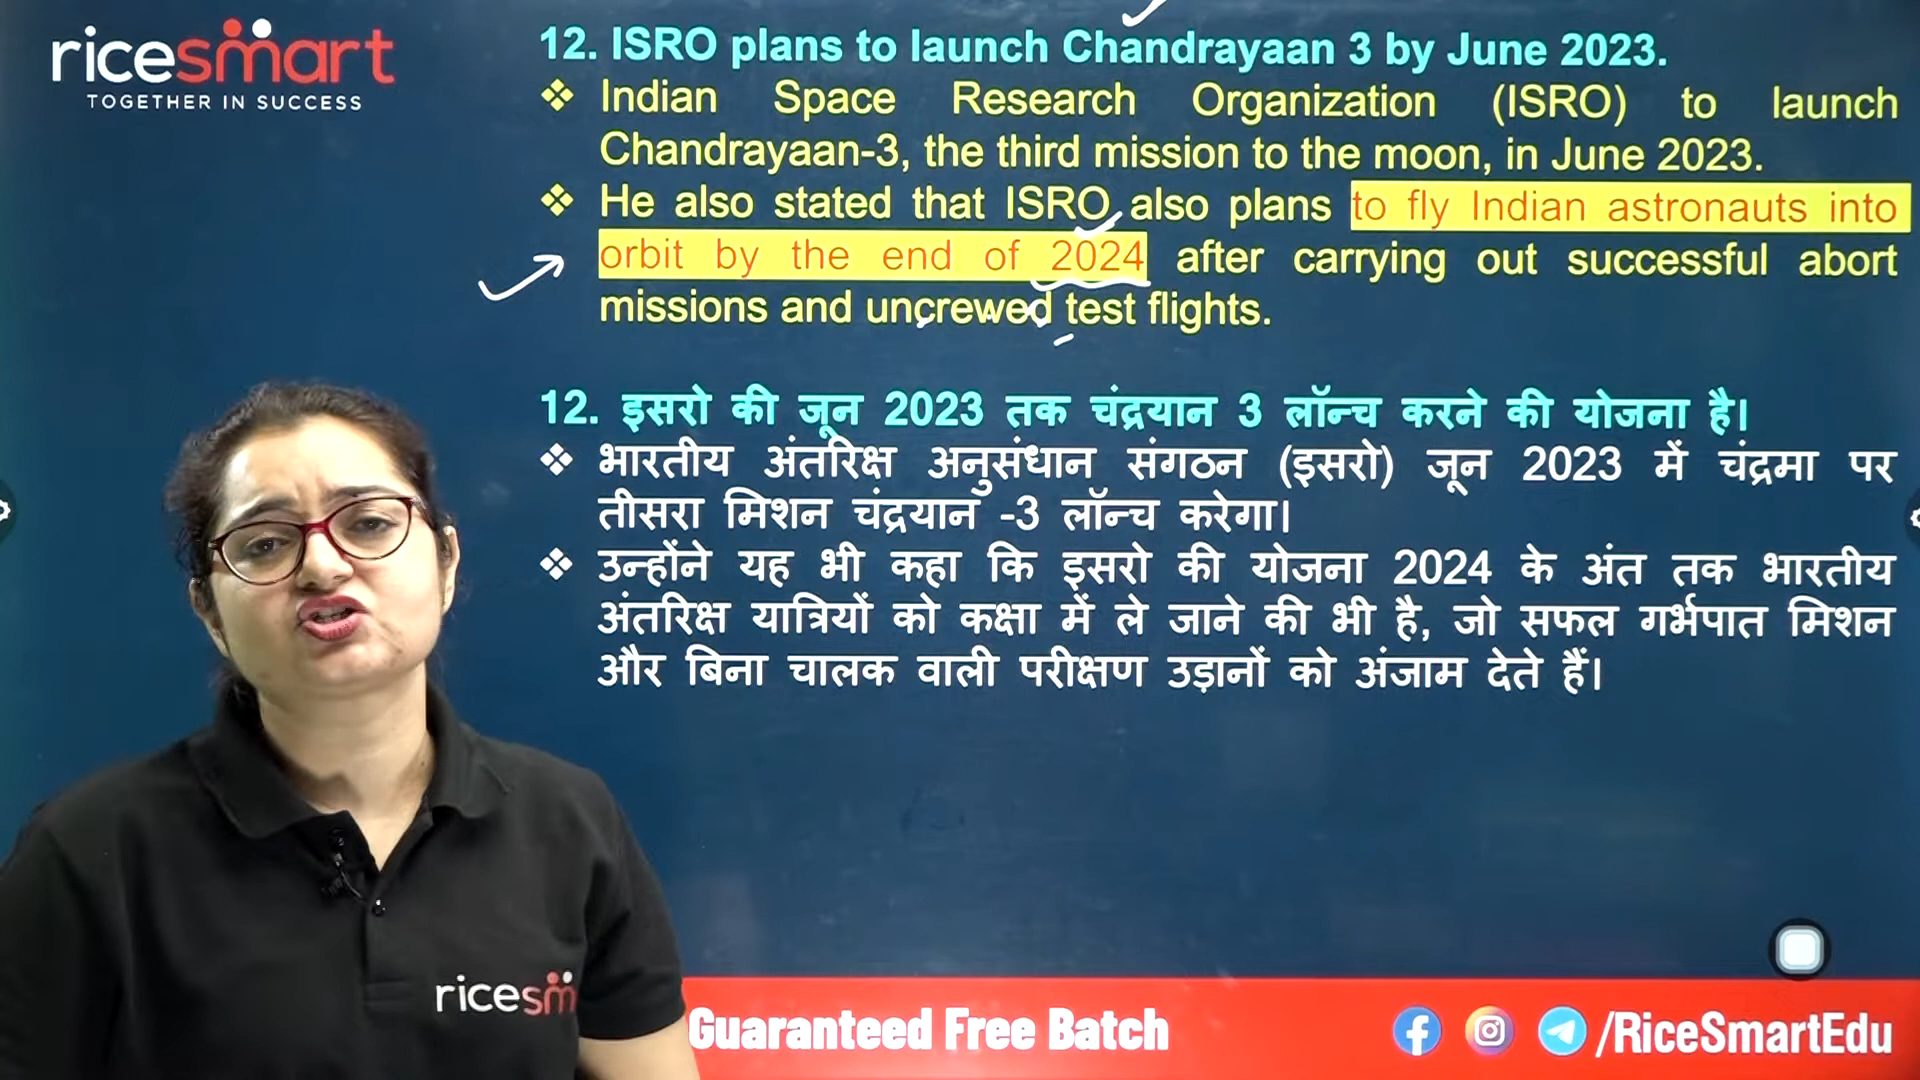 ricesmart
TOGETHER IN SUCCESS
12. ISRO plans to launch Chandrayaan 3 by June 2023.
❖ Indian Space Research Organization (ISRO) to launch
Chandrayaan-3, the third mission to the moon, in June 2023.
❖ He also stated that ISRO also plans to fly Indian astronauts into
orbit by the end of 2024 after carrying out successful abort
missions and uncrewed test flights.
12. इसरो की जून 2023 तक चंद्रयान 3 लॉन्च करने की योजना है।
❖ भारतीय अंतरिक्ष अनुसंधान संगठन (इसरो) जून 2023 में चंद्रमा पर
तीसरा मिशन चंद्रयान -3 लॉन्च करेगा।
❖ उन्होंने यह भी कहा कि इसरो की योजना 2024 के अंत तक भारतीय
अंतरिक्ष यात्रियों को कक्षा में ले जाने की भी है, जो सफल गर्भपात मिशन
और बिना चालक वाली परीक्षण उड़ानों को अंजाम देते हैं।
ricesm
Guaranteed Free Batch
/RiceSmartEdu